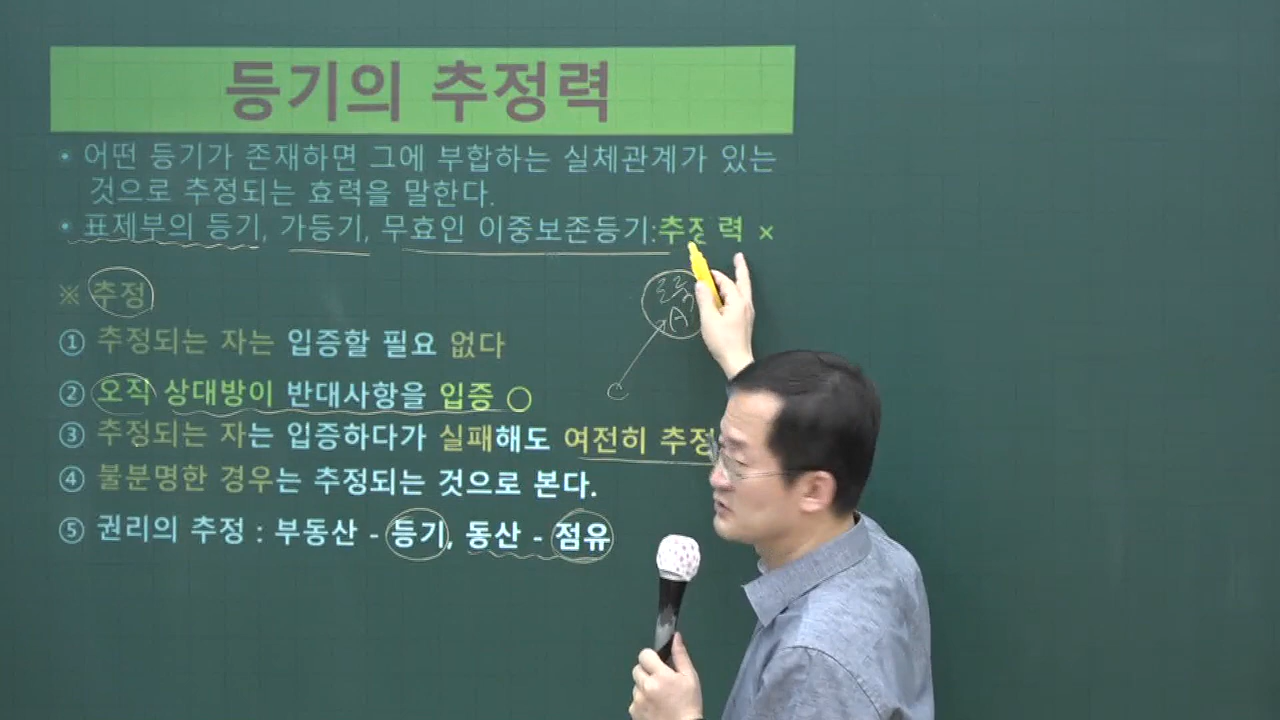 등기의 추정력
• 어떤 등기가 존재하면 그에 부합하는 실체관계가 있는
것으로 추정되는 효력을 말한다.
• 표제부의 등기, 가등기, 무효인 이중보존등기:추정력 ×
※ 추정
① 추정되는 자는 입증할 필요 없다
② 오직 상대방이 반대사항을 입증 ○
③ 추정되는 자는 입증하다가 실패해도 여전히 추정
④ 불분명한 경우는 추정되는 것으로 본다.
⑤ 권리의 추정 : 부동산 - 등기, 동산 - 점유